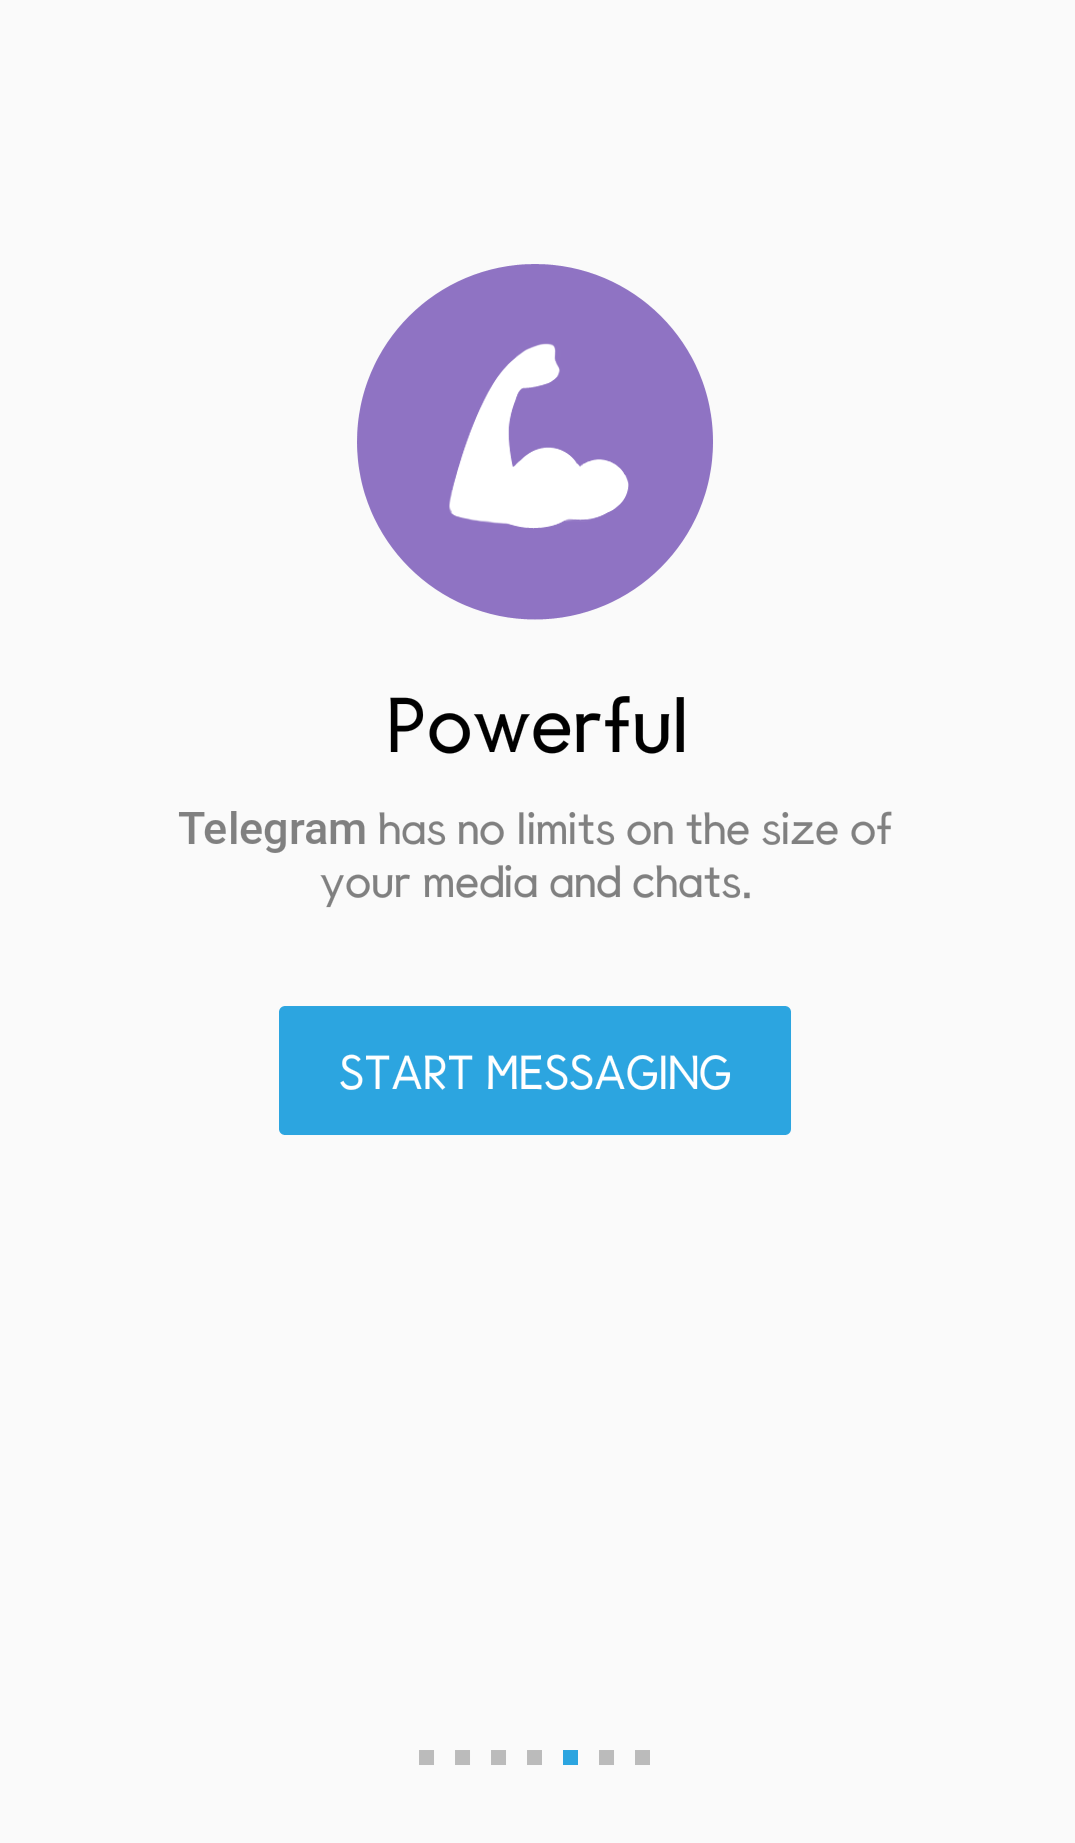 Powerful
Telegram has no limits on the size of
your media and chats.
START MESSAGING